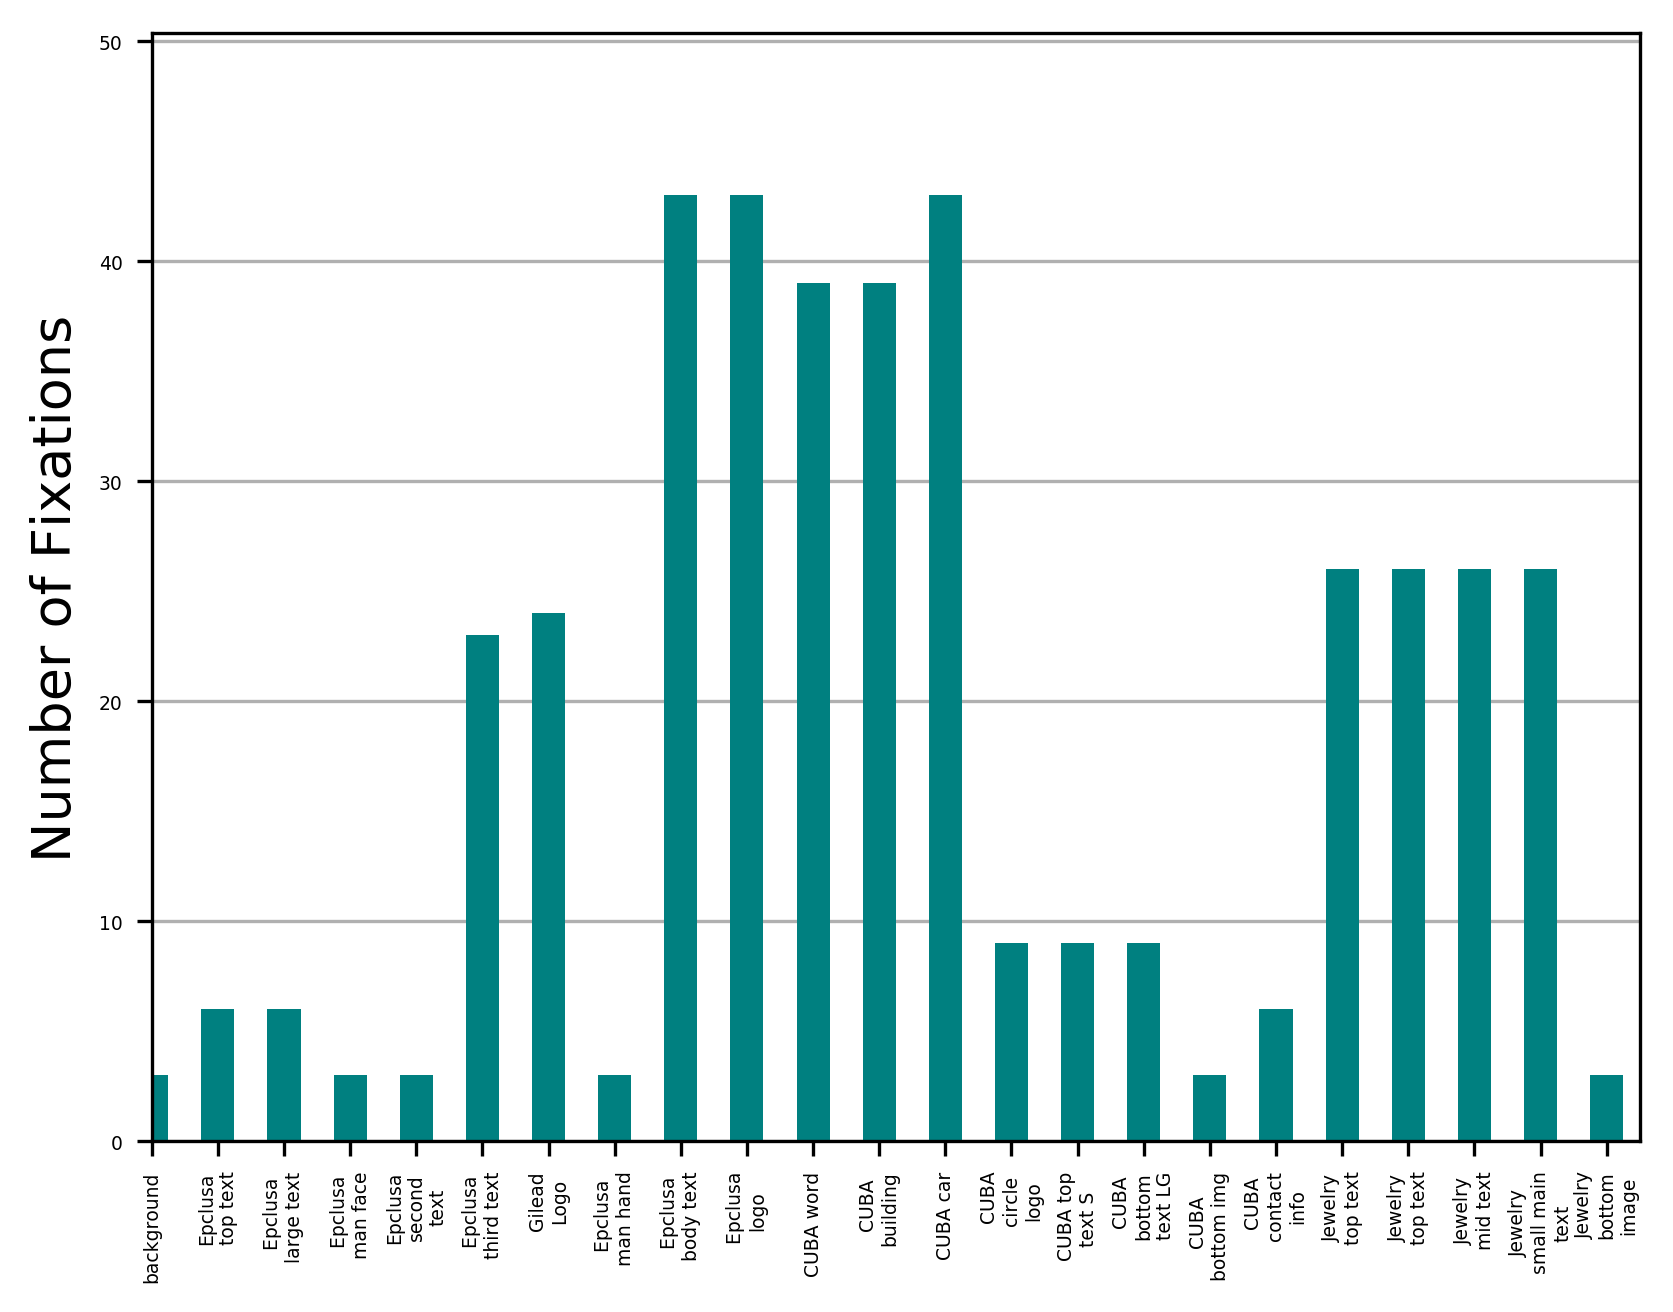 Number of Fixations
50
40
30
20
10
0
background
Epclusa
top text
Epclusa
large text
Epclusa
man face
Epclusa
second
text
Epclusa
third text
Gilead
Logo
Epclusa
man hand
Epclusa
body text
Epclusa
logo
CUBA word
CUBA
building
CUBA car
CUBA
circle
logo
CUBA top
text S
CUBA
bottom
text LG
CUBA
bottom img
CUBA
contact
info
Jewelry
top text
Jewelry
top text
Jewelry
mid text
Jewelry
small main
text
Jewelry
bottom
image